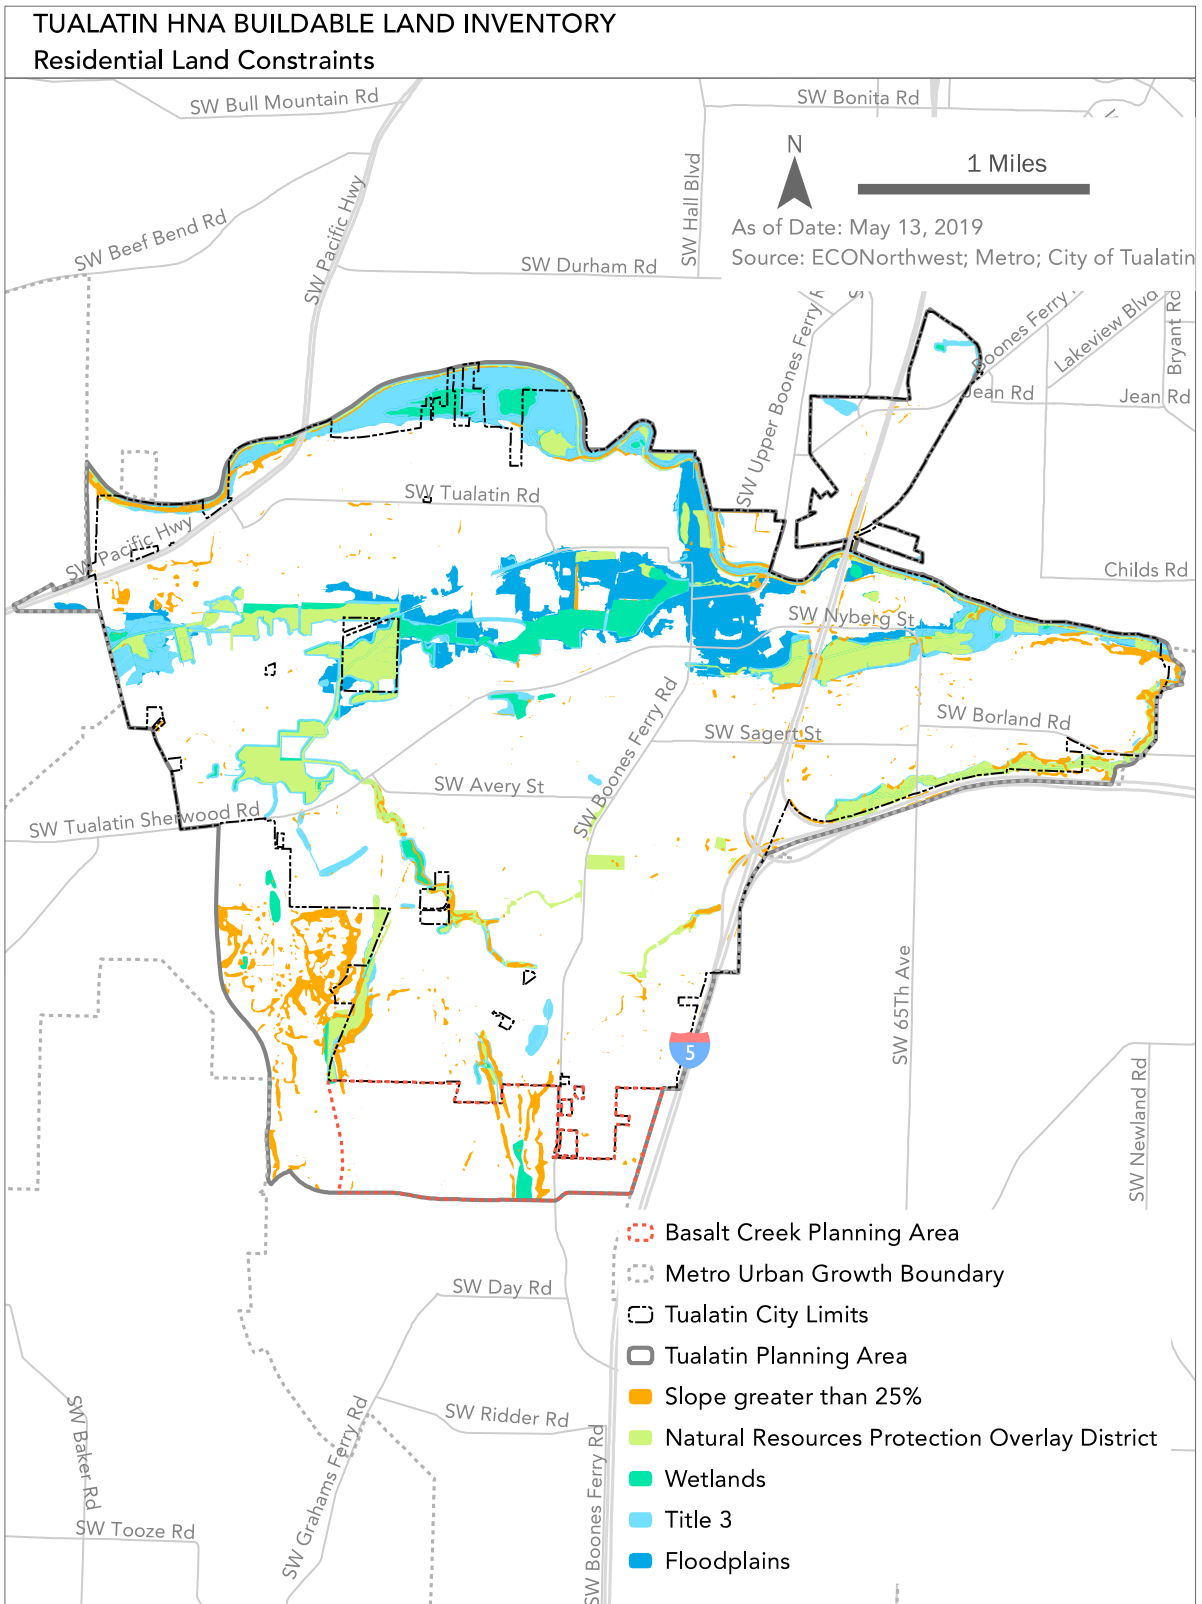 TUALATIN HNA BUILDABLE LAND INVENTORY
Residential Land Constraints
SW Bull Mountain Rd
SW Bonita Rd
N
1 Miles
SW Hall Blvd
SW Pacific Hwy
As of Date: May 13, 2019
Source: ECONorthwest; Metro; City of Tualatin
SW Beef Bend Rd
SW Durham Rd
SW Upper Boones Ferry R
S
Boones Ferry
Lakeview Blvd
Bryant Rd
Jean Rd
Jean Rd
SW Tualatin Rd
SW Pacific Hwy
Childs Rd
SW Nyberg St
SW Boones Ferry Rd
SW Borland Rd
SW Sagert St
SW Avery St
SW Tualatin Sherwood Rd
SW 65Th Ave
5
SW Newland Rd
Basalt Creek Planning Area
Metro Urban Growth Boundary
SW Day Rd
Tualatin City Limits
Tualatin Planning Area
Slope greater than 25%
SW Baker Rd
SW Grahams Ferry Rd
SW Ridder Rd
SW Boones Ferry Rd
Natural Resources Protection Overlay District
Wetlands
Title 3
SW Tooze Rd
Floodplains